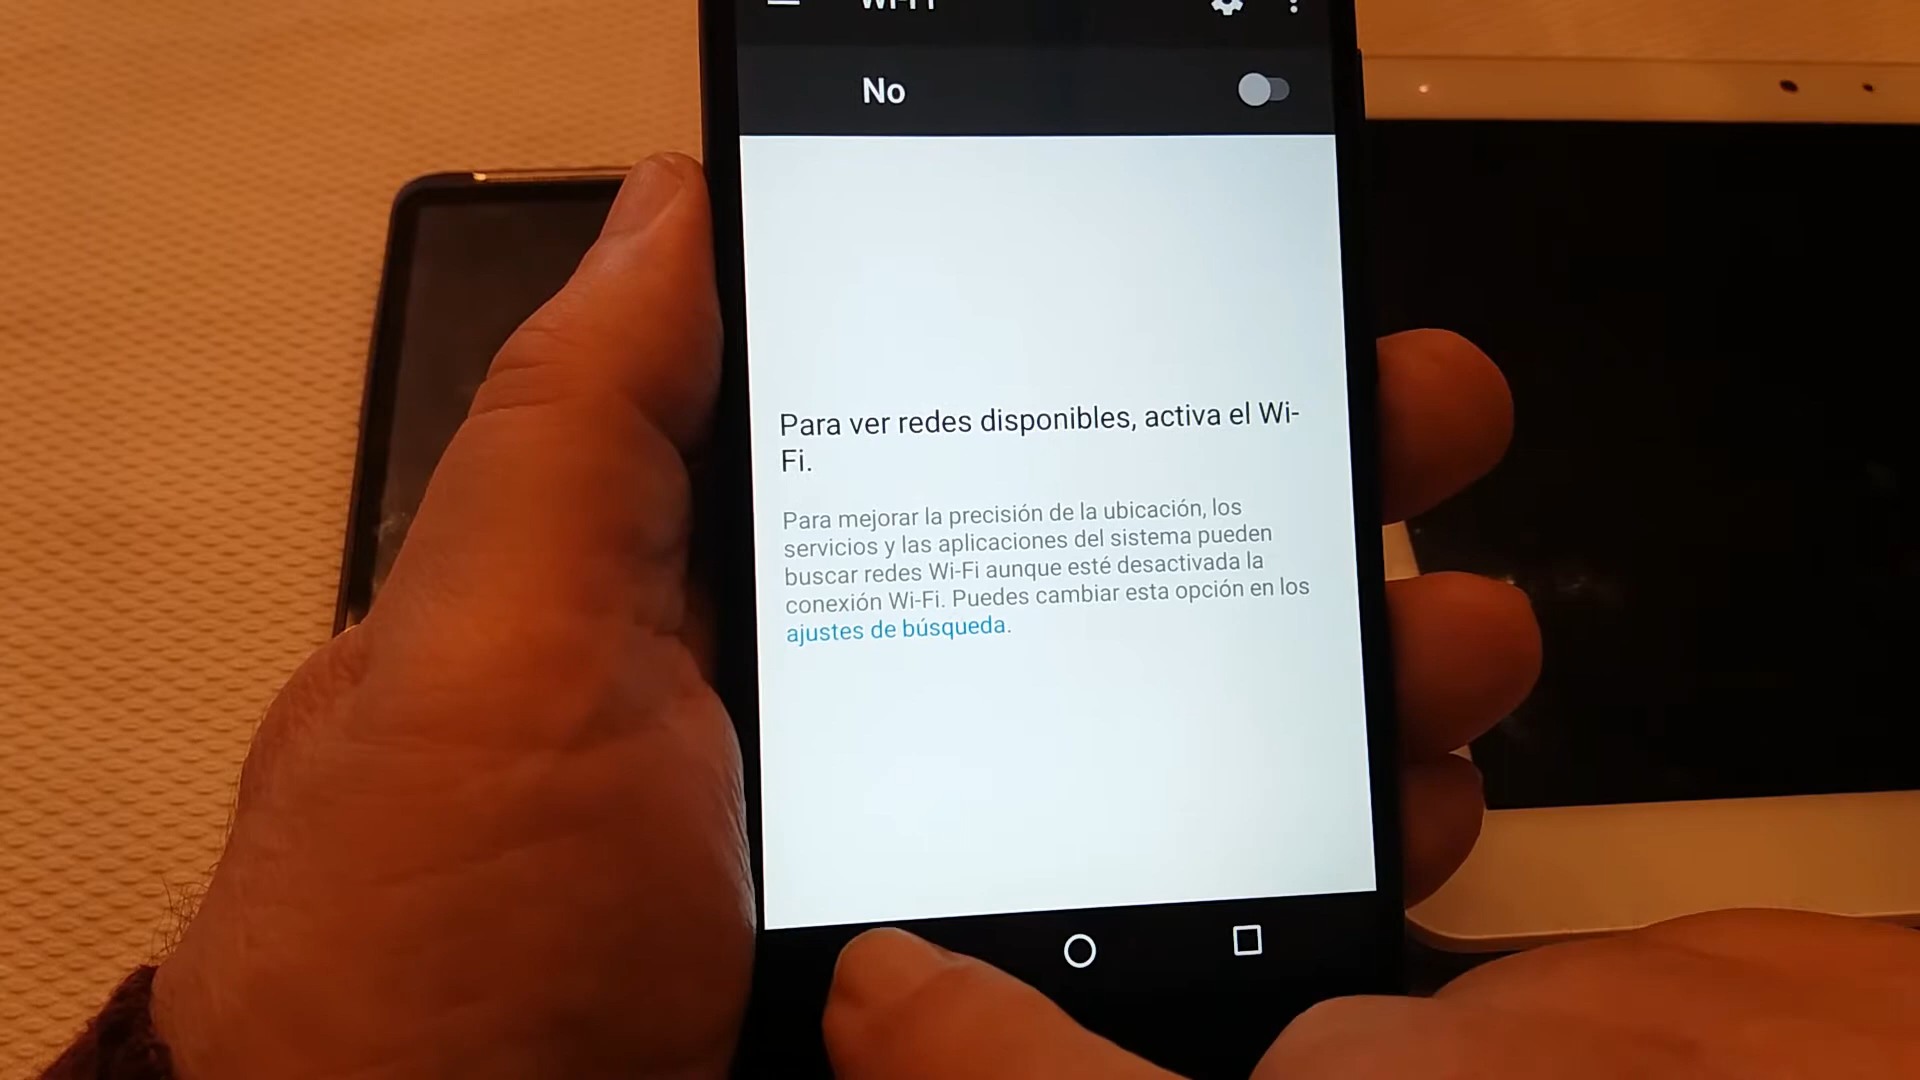 Wi-Fi
No
Para ver redes disponibles, activa el Wi-
Fi.
Para mejorar la precisión de la ubicación, los
servicios y las aplicaciones del sistema pueden
buscar redes Wi-Fi aunque esté desactivada la
conexión Wi-Fi. Puedes cambiar esta opción en los
ajustes de búsqueda.